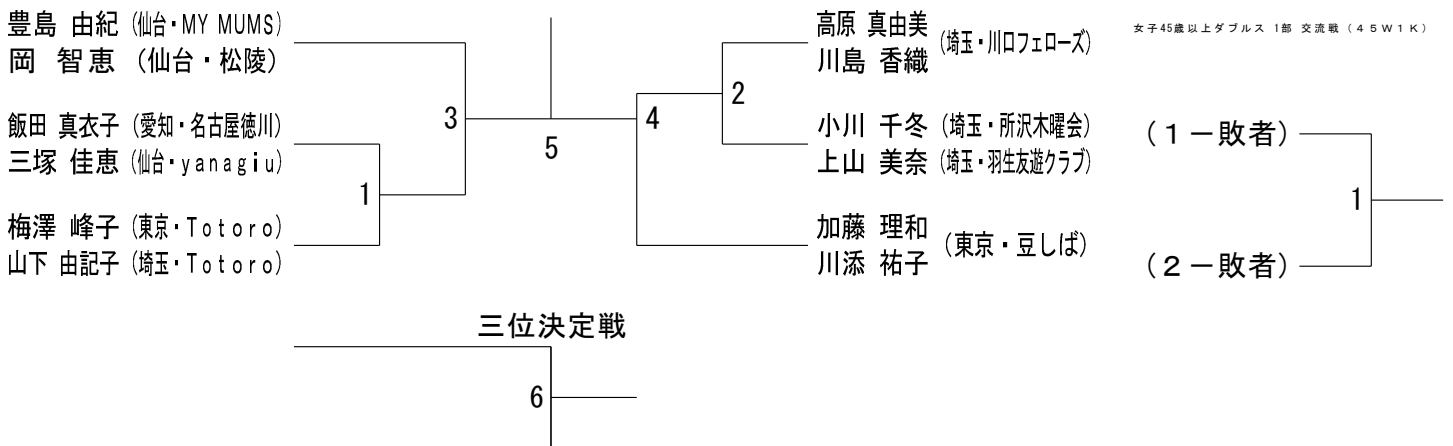 豊島 由紀 (仙台・MY MUMS)
岡 智恵 (仙台・松陵)
飯田 真衣子 (愛知・名古屋徳川)
三塚 佳恵 (仙台・yanagiu)
梅澤 峰子 (東京・Totoro)
山下 由記子 (埼玉・Totoro)
3
1
5
4
2
高原 真由美
川島 香織
(埼玉・川口フェローズ)
小川 千冬 (埼玉・所沢木曜会)
上山 美奈 (埼玉・羽生友遊クラブ)
加藤 理和
川添 祐子
(東京・豆しば)
女子45歳以上ダブルス 1部 交流戦 (45W1K)
(1－敗者)
1
(2－敗者)
三位決定戦
6